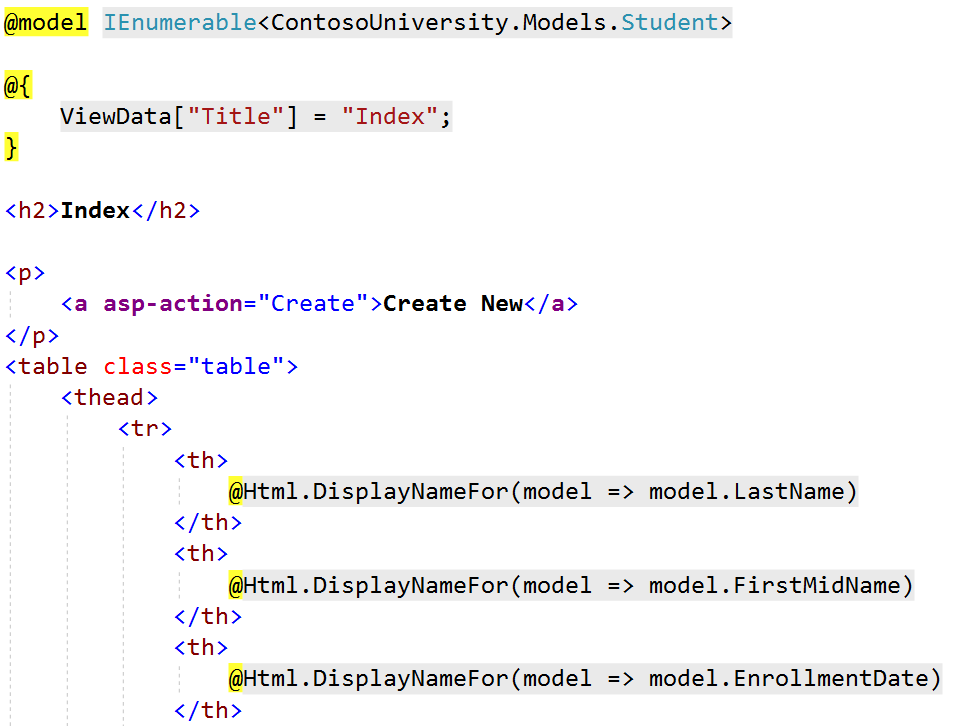 @model IEnumerable<ContosoUniversity.Models.Student>
@{
    ViewData["Title"] = "Index";
}
<h2>Index</h2>
<p>
    <a asp-action="Create">Create New</a>
</p>
<table class="table">
    <thead>
        <tr>
            <th>
                @Html.DisplayNameFor(model => model.LastName)
            </th>
            <th>
                @Html.DisplayNameFor(model => model.FirstMidName)
            </th>
            <th>
                @Html.DisplayNameFor(model => model.EnrollmentDate)
            </th>